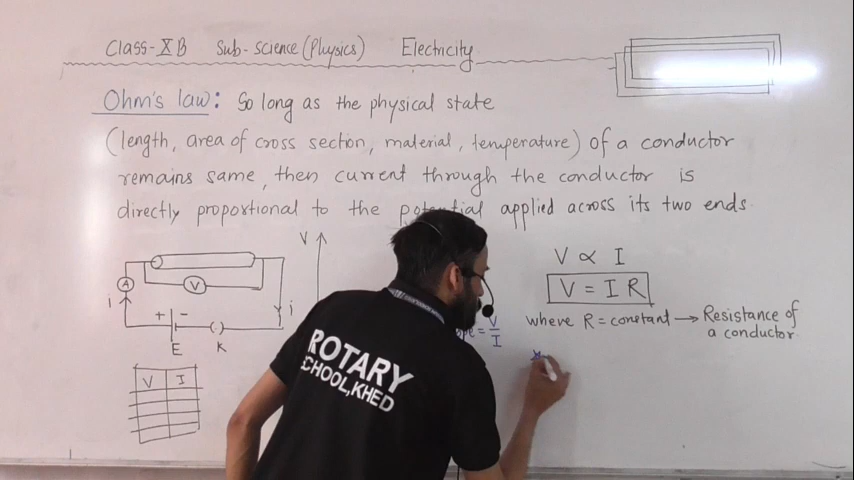 Class-XB Sub-science (Physics) Electricity
Ohm's law: So long as the physical state
(length, area of cross section, material, temperature) of a conductor
remains same, then current through the conductor is
directly proportional to the potential applied across its two ends.
V
V ∝ I
V = I R
where R = constant → Resistance of
a conductor
= V/I
A
V
i
i
+ -
E
K
V I
ROTARY
SCHOOL, KHED